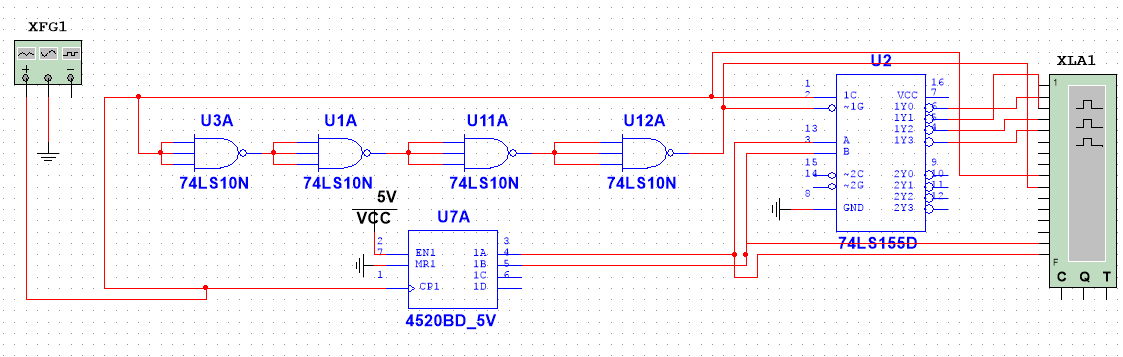 XFG1
XLA1
U2
1
F
C Q T
U3A
U1A
U11A
U12A
74LS10N
74LS10N
74LS10N
74LS10N
5V
VCC
U7A
2
7
1
EN1
MR1
CP1
1A
1B
1C
1D
3
4
5
6
4520BD_5V
1
2
13
3
15
14
8
1C
~1G
A
B
~2C
~2G
GND
VCC
1Y0
1Y1
1Y2
1Y3
2Y0
2Y1
2Y2
2Y3
16
7
6
5
4
9
10
11
12
74LS155D